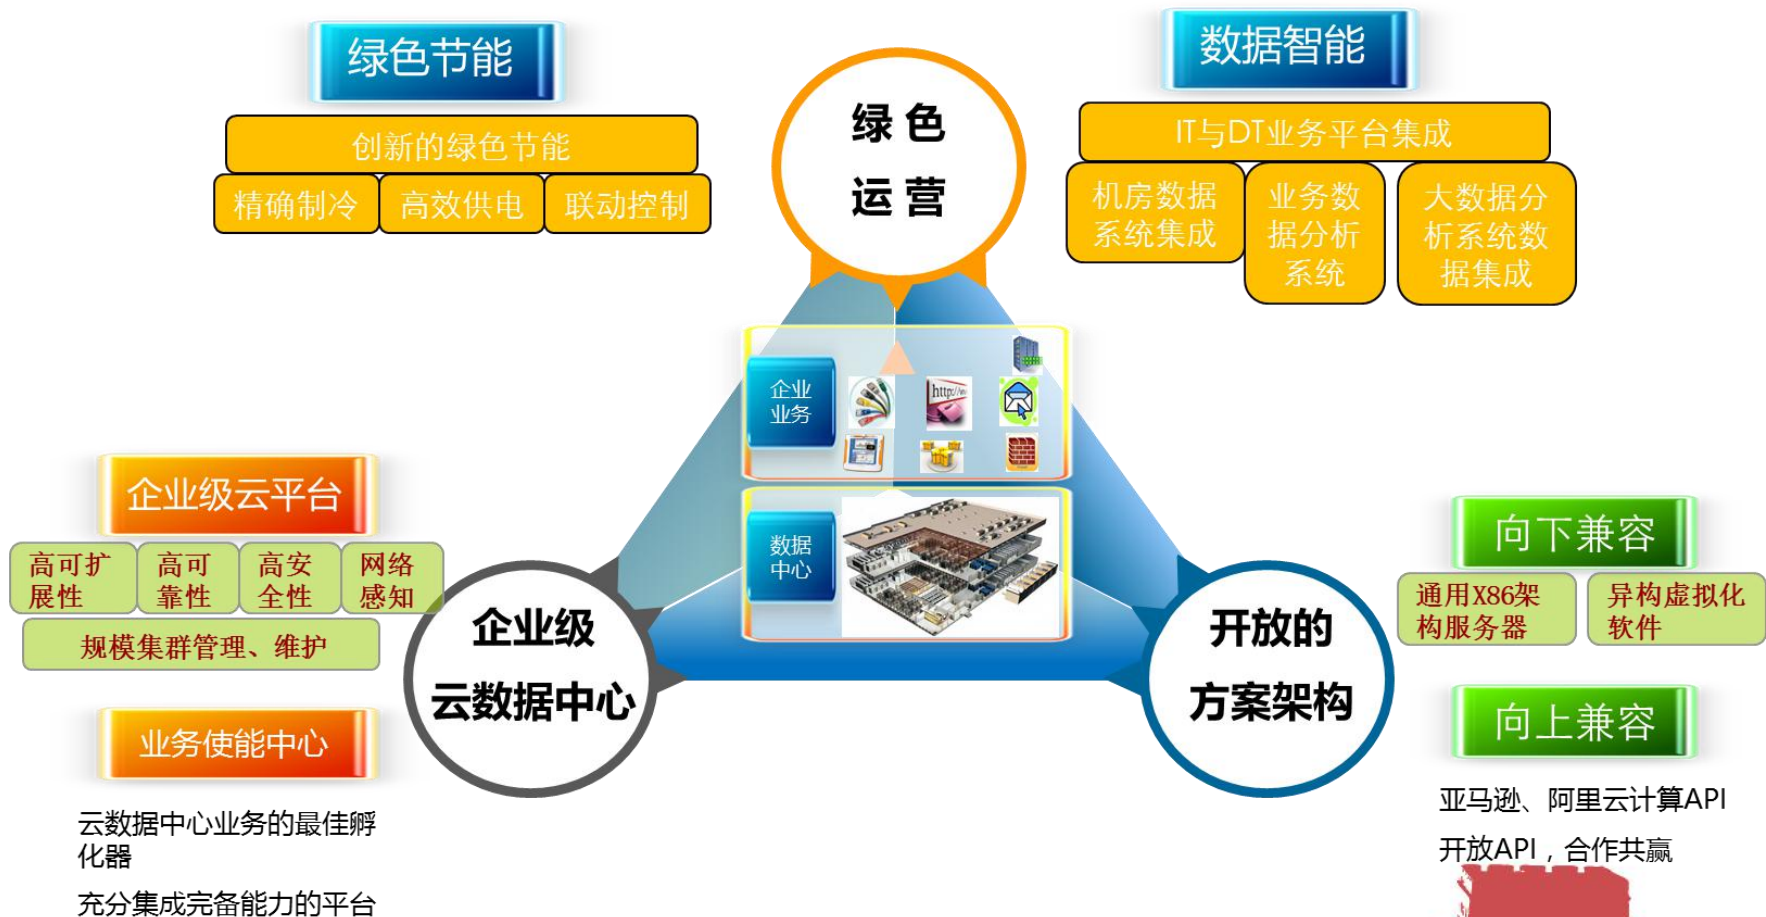 绿色节能
创新的绿色节能
精确制冷
高效供电
联动控制
绿色
运营
数据智能
IT与DT业务平台集成
机房数据
系统集成
业务数
据分析
系统
大数据分
析系统数
据集成
企业
业务
http://w
数据
中心
企业级云平台
高可扩
展性
高可
靠性
高安
全性
网络
感知
规模集群管理、维护
业务使能中心
云数据中心业务的最佳孵
化器
充分集成完备能力的平台
企业级
云数据中心
开放的
方案架构
向下兼容
通用X86架
构服务器
异构虚拟化
软件
向上兼容
亚马逊、阿里云计算API
开放API，合作共赢